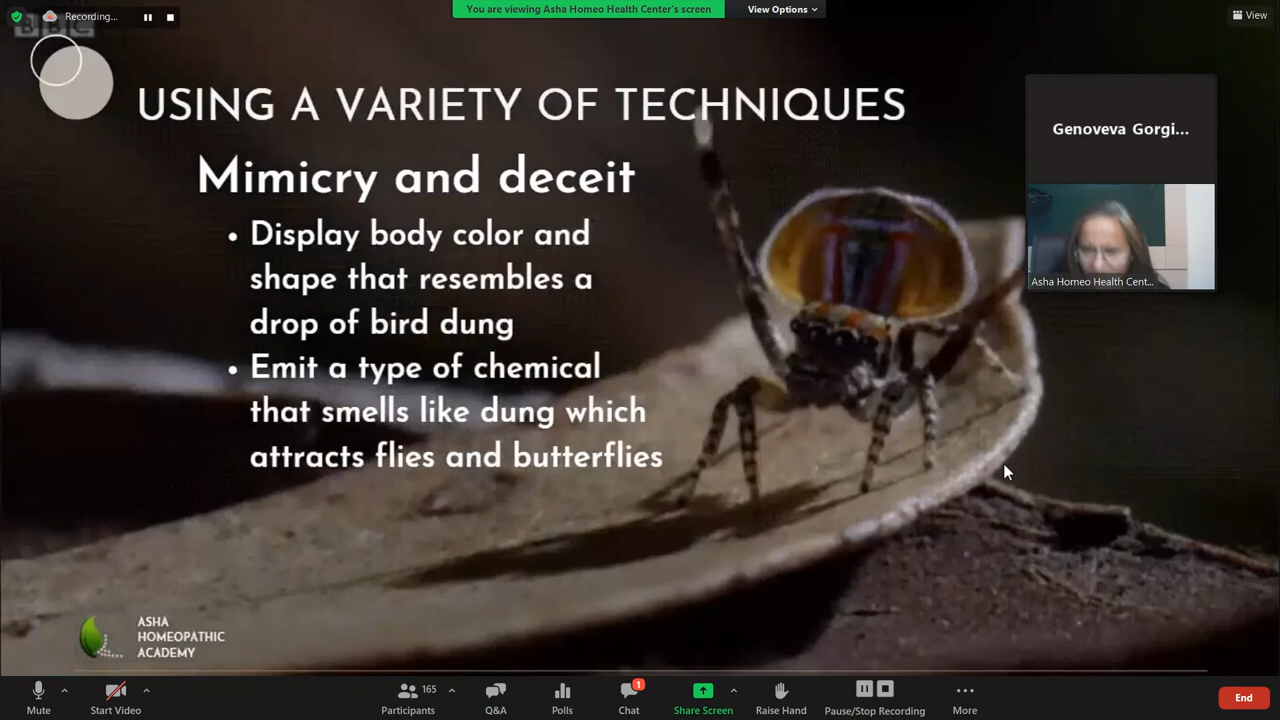 Recording...
You are viewing Asha Homeo Health Center's screen
View Options
View
BBC
USING A VARIETY OF TECHNIQUES
Mimicry and deceit
• Display body color and
shape that resembles a
drop of bird dung
• Emit a type of chemical
that smells like dung which
attracts flies and butterflies
Genoveva Gorgi...
Asha Homeo Health Cent...
ASHA
HOMEOPATHIC
ACADEMY
Mute
Start Video
Participants
165
Q&A
Polls
Chat
1
Share Screen
Raise Hand
Pause/Stop Recording
More
End